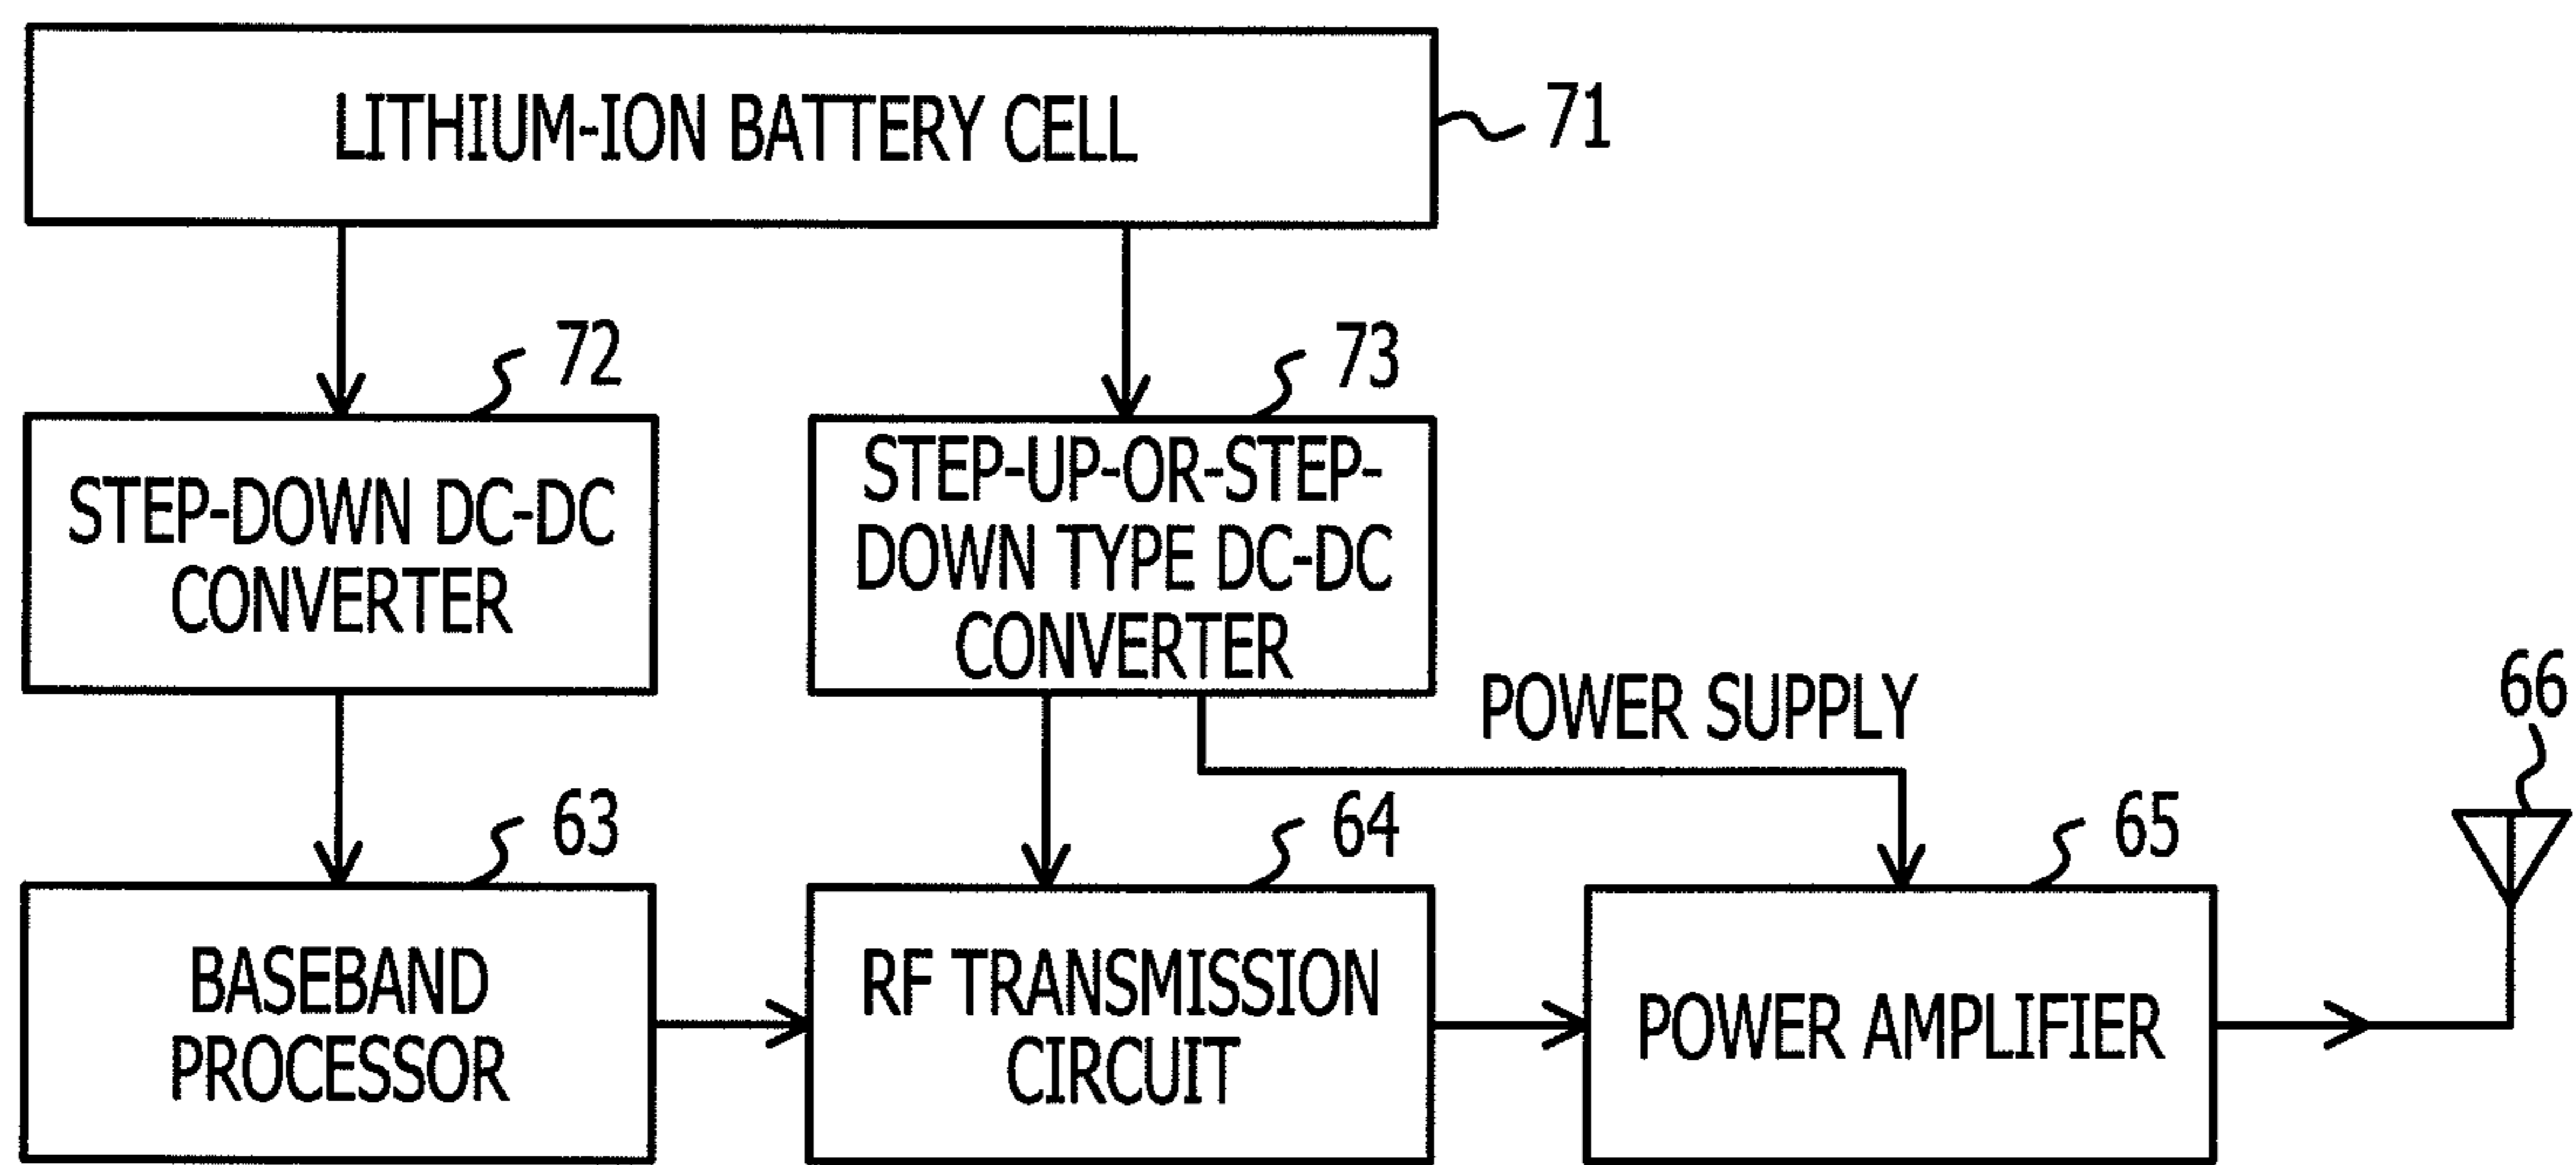 LITHIUM-ION BATTERY CELL
71
72
73
STEP-DOWN DC-DC
CONVERTER
STEP-UP-OR-STEP-
DOWN TYPE DC-DC
CONVERTER
POWER SUPPLY
66
63
64
65
BASEBAND
PROCESSOR
RF TRANSMISSION
CIRCUIT
POWER AMPLIFIER